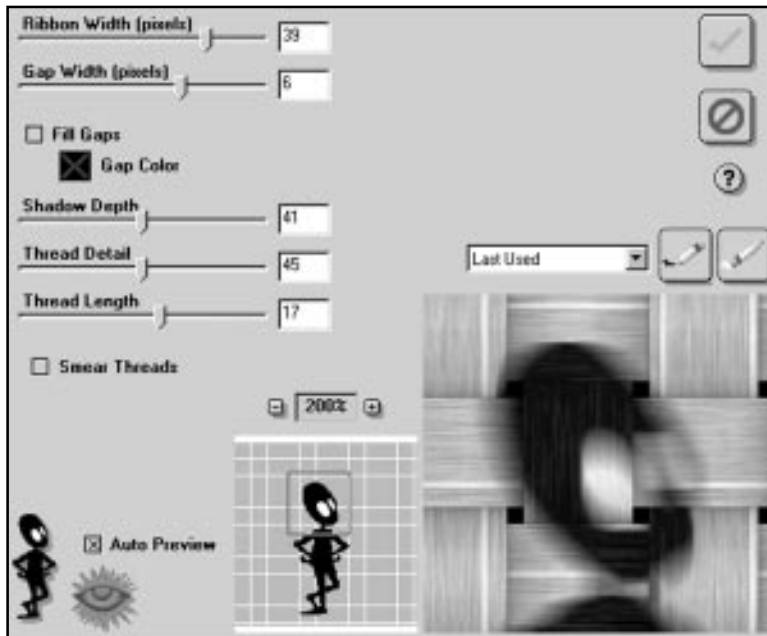 Ribbon Width (pixels)
39
Gap Width (pixels)
6
Fill Gaps
Gap Color
Shadow Depth
41
Thread Detail
45
Thread Length
17
Smear Threads
?
Last Used
200%
Auto Preview